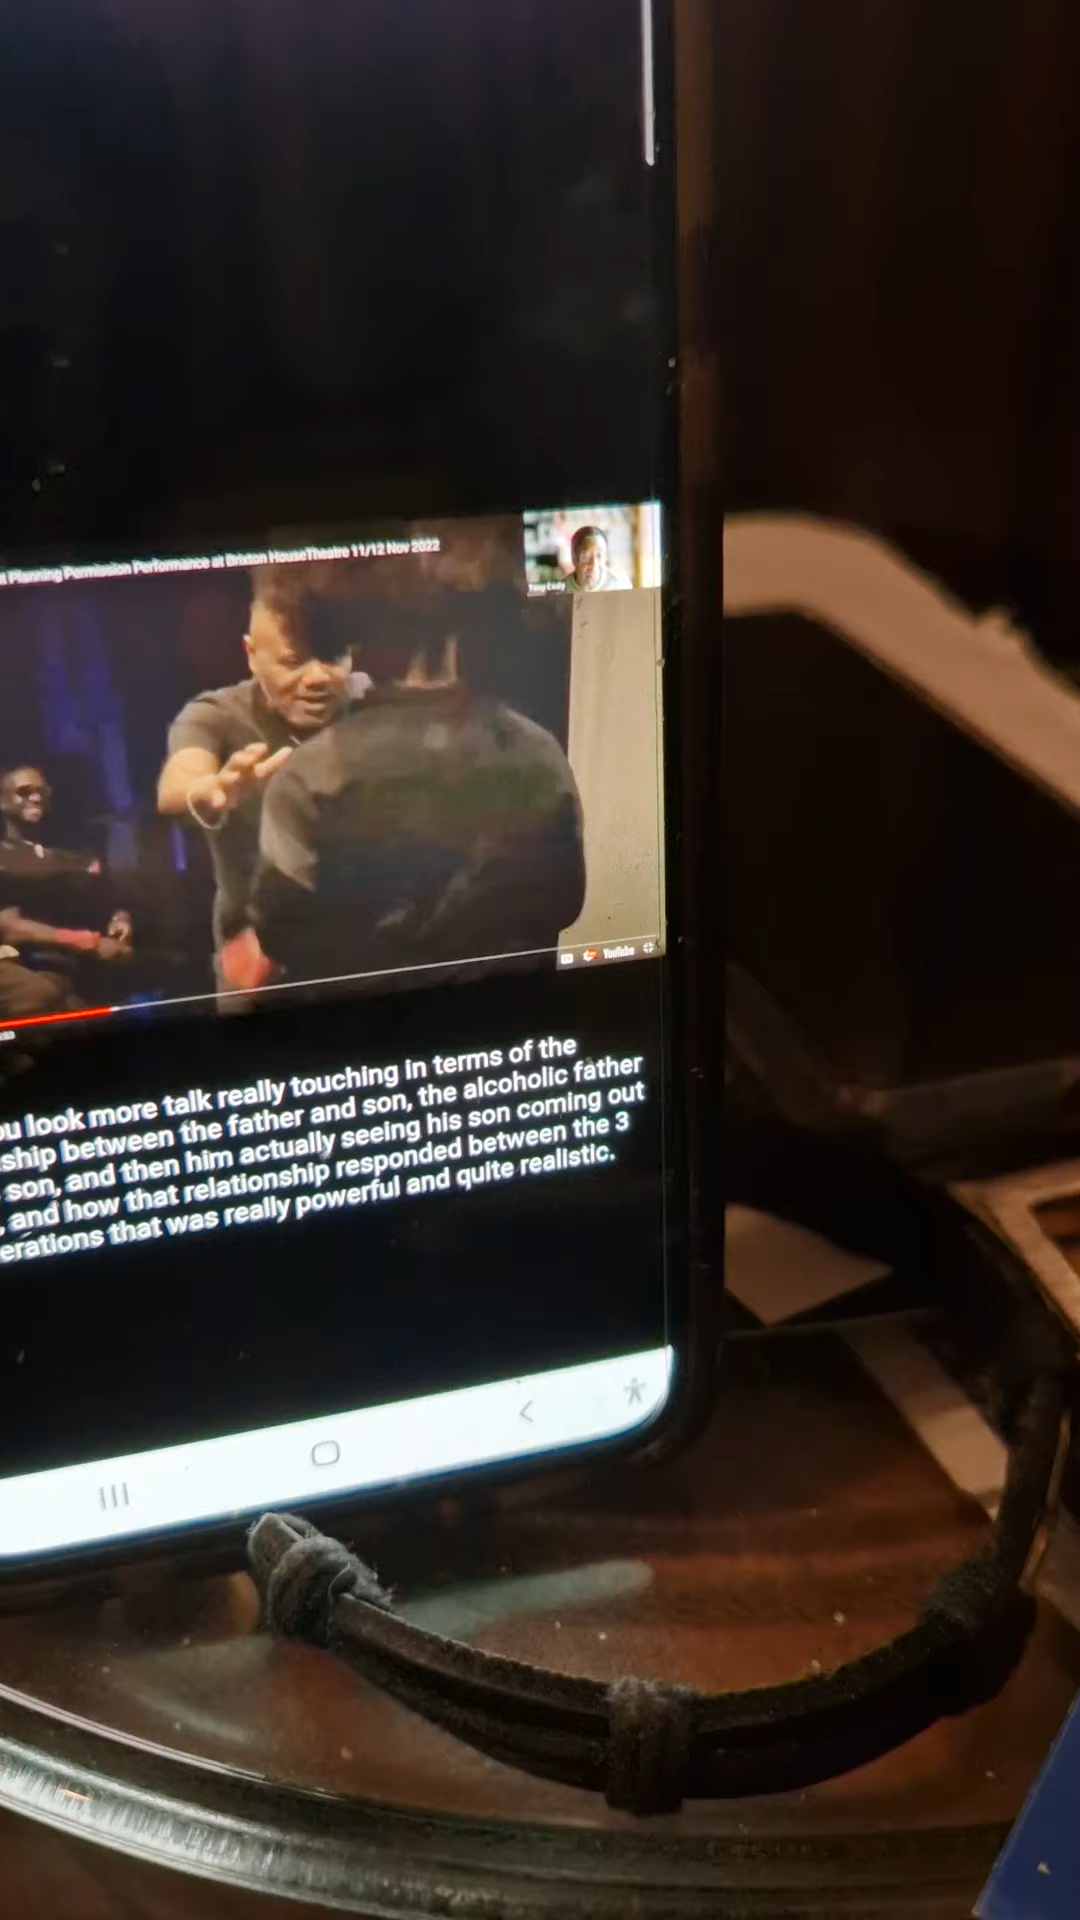 Planning Permission Performance at Brixton HouseTheatre 11/12 Nov 2022
YouTube
ou look more talk really touching in terms of the
ship between the father and son, the alcoholic father
son, and then him actually seeing his son coming out
, and how that relationship responded between the 3
erations that was really powerful and quite realistic.